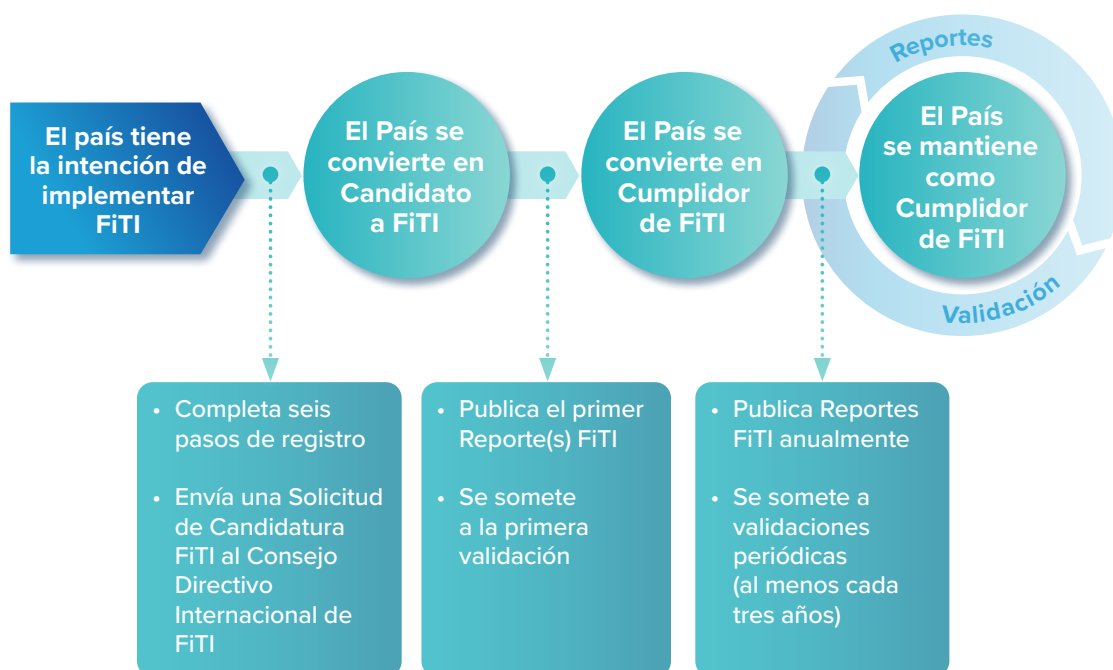 El país tiene
la intención de
implementar
FiTI
El País se
convierte en
Candidato
a FiTI
El País se
convierte en
Cumplidor
de FiTI
Reportes
El País
se mantiene
como
Cumplidor
de FiTI
Validación
• Completa seis
pasos de registro
• Envía una Solicitud
de Candidatura
FiTI al Consejo
Directivo
Internacional de
FiTI
• Publica el primer
Reporte(s) FiTI
• Se somete
a la primera
validación
• Publica Reportes
FiTI anualmente
• Se somete a
validaciones
periódicas
(al menos cada
tres años)